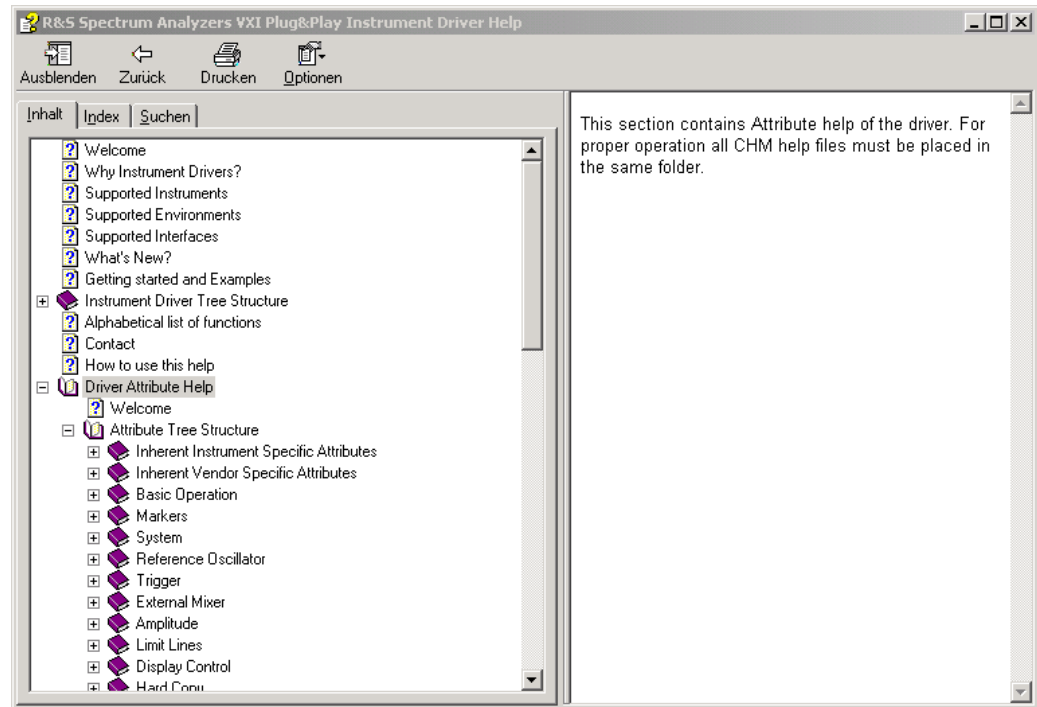 R&S Spectrum Analyzers VXI Plug&Play Instrument Driver Help
Ausblenden Zurück Drucken Optionen
Inhalt Index Suchen
Welcome
Why Instrument Drivers?
Supported Instruments
Supported Environments
Supported Interfaces
What's New?
Getting started and Examples
Instrument Driver Tree Structure
Alphabetical list of functions
Contact
How to use this help
Driver Attribute Help
Welcome
Attribute Tree Structure
Inherent Instrument Specific Attributes
Inherent Vendor Specific Attributes
Basic Operation
Markers
System
Reference Oscillator
Trigger
External Mixer
Amplitude
Limit Lines
Display Control
Hard Copy
This section contains Attribute help of the driver. For
proper operation all CHM help files must be placed in
the same folder.